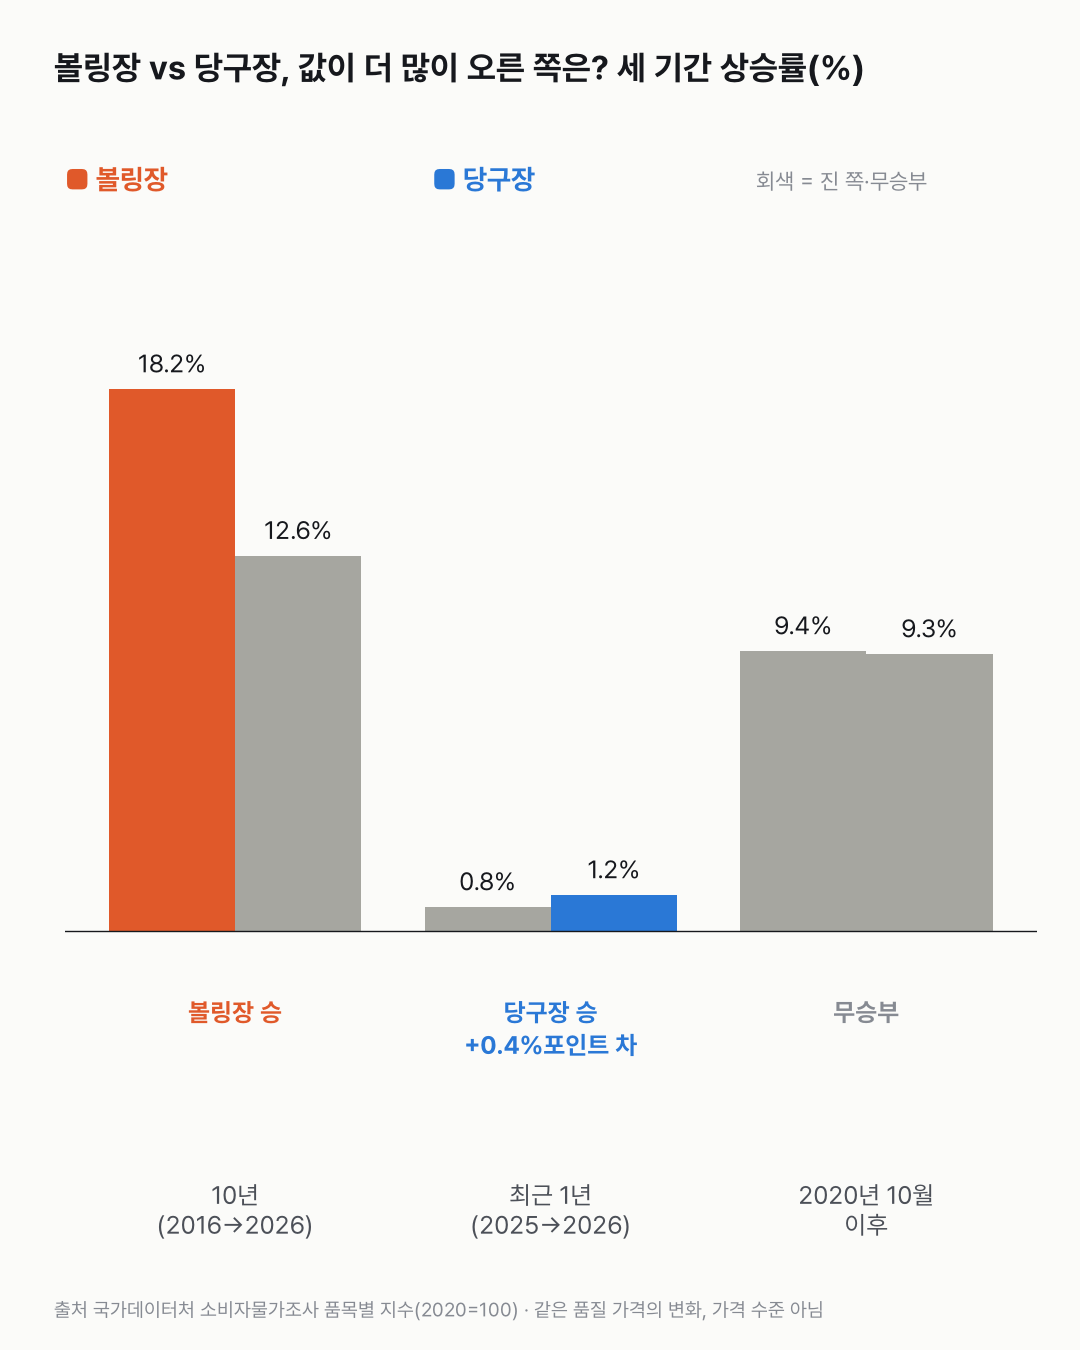 볼링장 vs 당구장, 값이 더 많이 오른 쪽은? 세 기간 상승률(%)
볼링장
당구장
회색 = 진 쪽·무승부
18.2%
12.6%
0.8%
1.2%
9.4%
9.3%
볼링장 승
당구장 승
+0.4%포인트 차
무승부
10년
(2016→2026)
최근 1년
(2025→2026)
2020년 10월
이후
출처 국가데이터처 소비자물가조사 품목별 지수(2020=100) · 같은 품질 가격의 변화, 가격 수준 아님